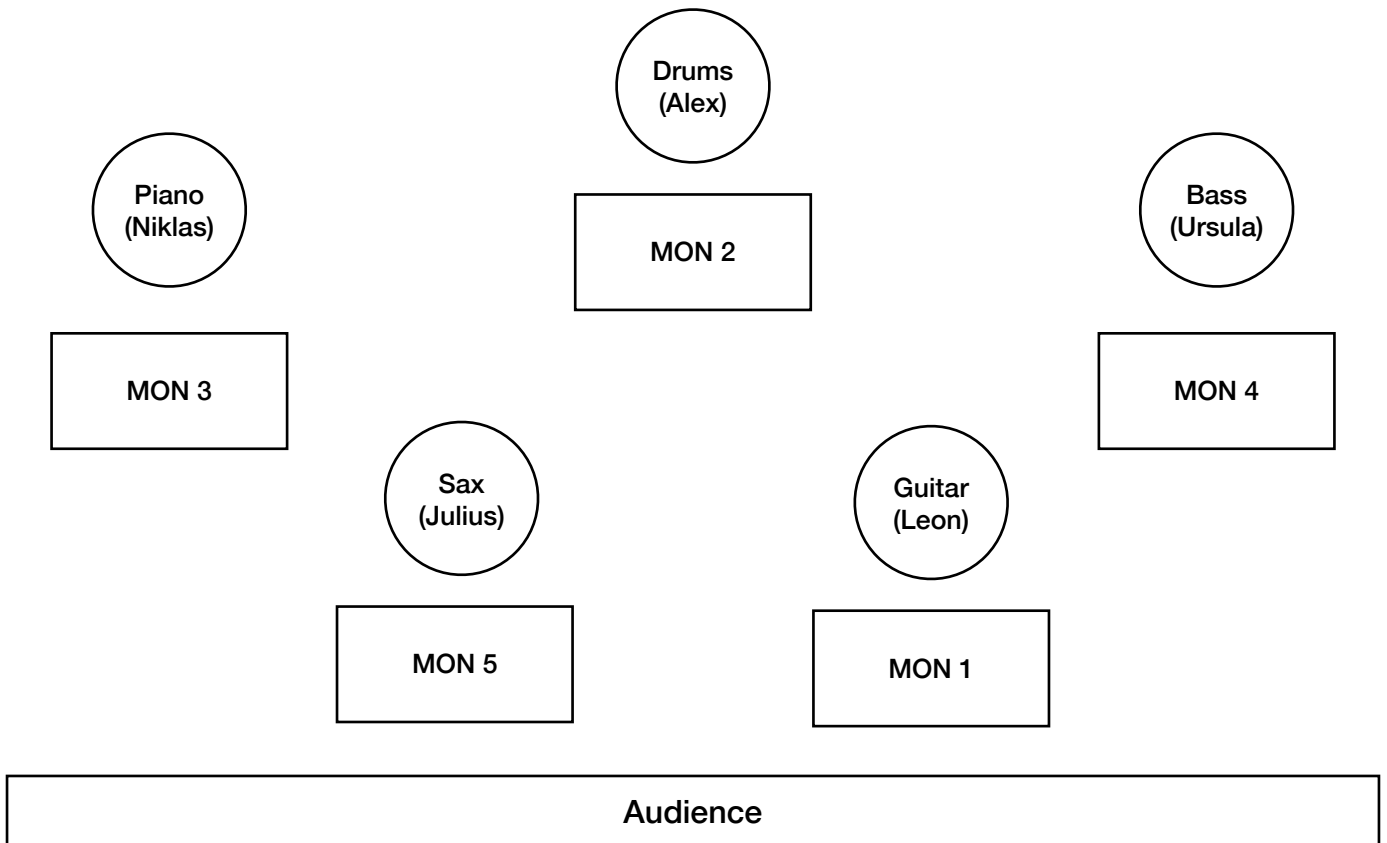 Drums
(Alex)
Piano
(Niklas)
Bass
(Ursula)
MON 2
MON 3
MON 4
Sax
(Julius)
Guitar
(Leon)
MON 5
MON 1
Audience